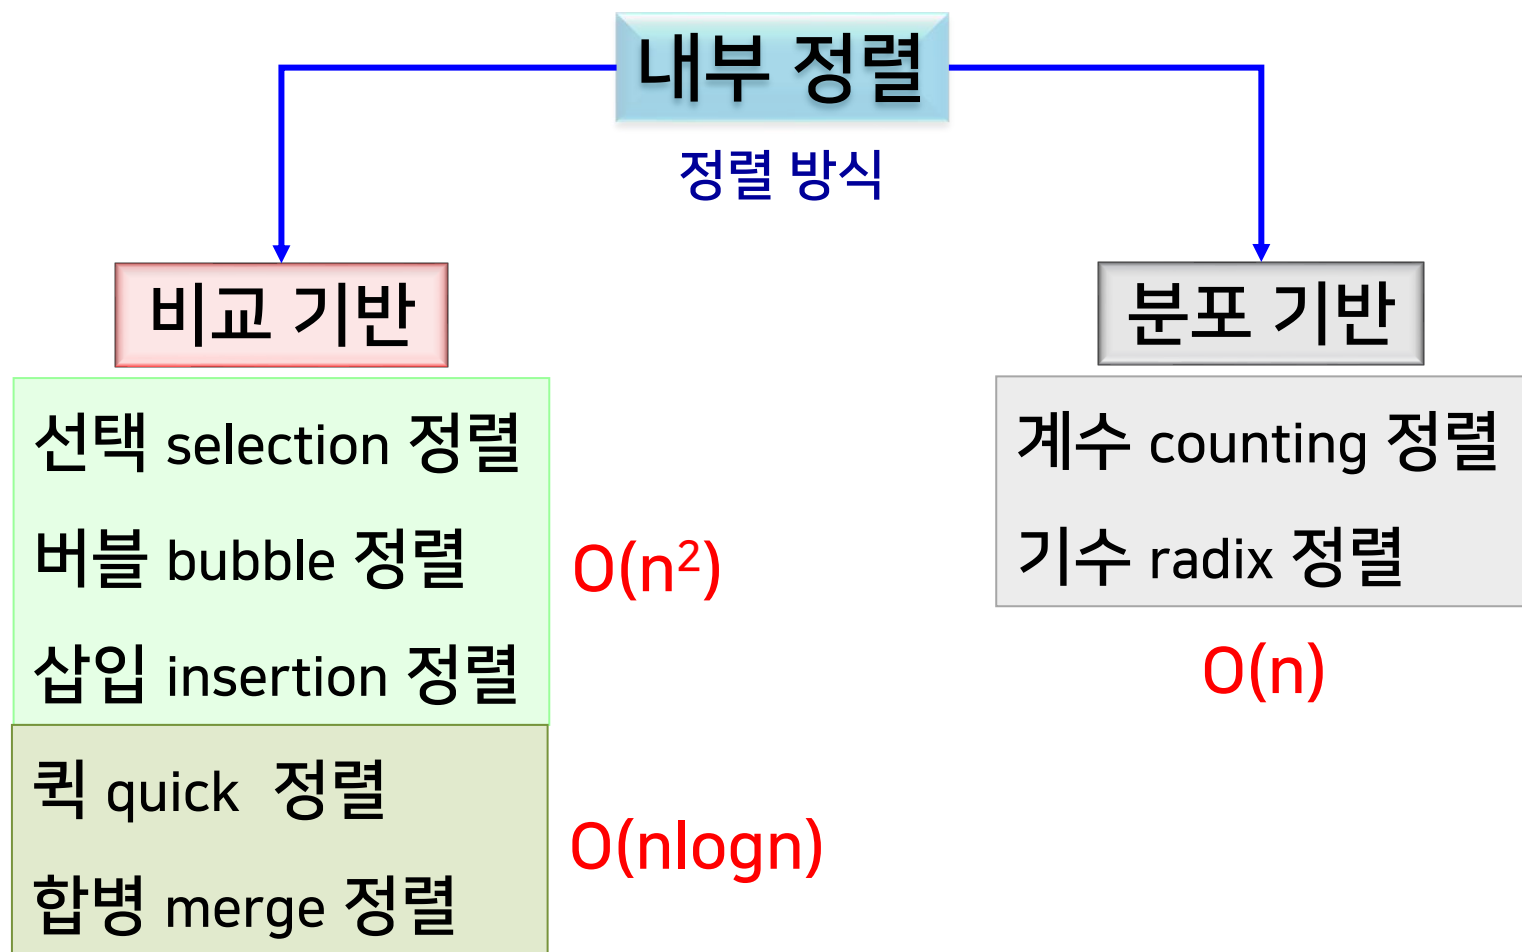 내부 정렬
정렬 방식
비교 기반
선택 selection 정렬
버블 bubble 정렬
삽입 insertion 정렬
O(n²)
퀵 quick 정렬
합병 merge 정렬
O(nlogn)
분포 기반
계수 counting 정렬
기수 radix 정렬
O(n)